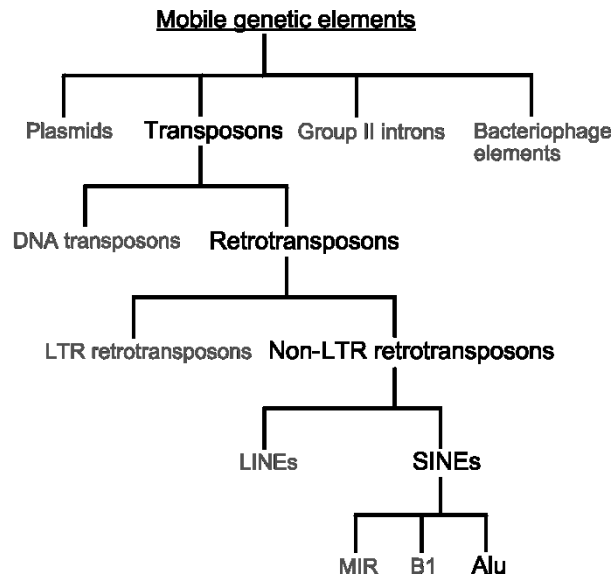 Mobile genetic elements
Plasmids
Transposons
Group II introns
Bacteriophage
elements
DNA transposons
Retrotransposons
LTR retrotransposons
Non-LTR retrotransposons
LINEs
SINEs
MIR
B1
Alu